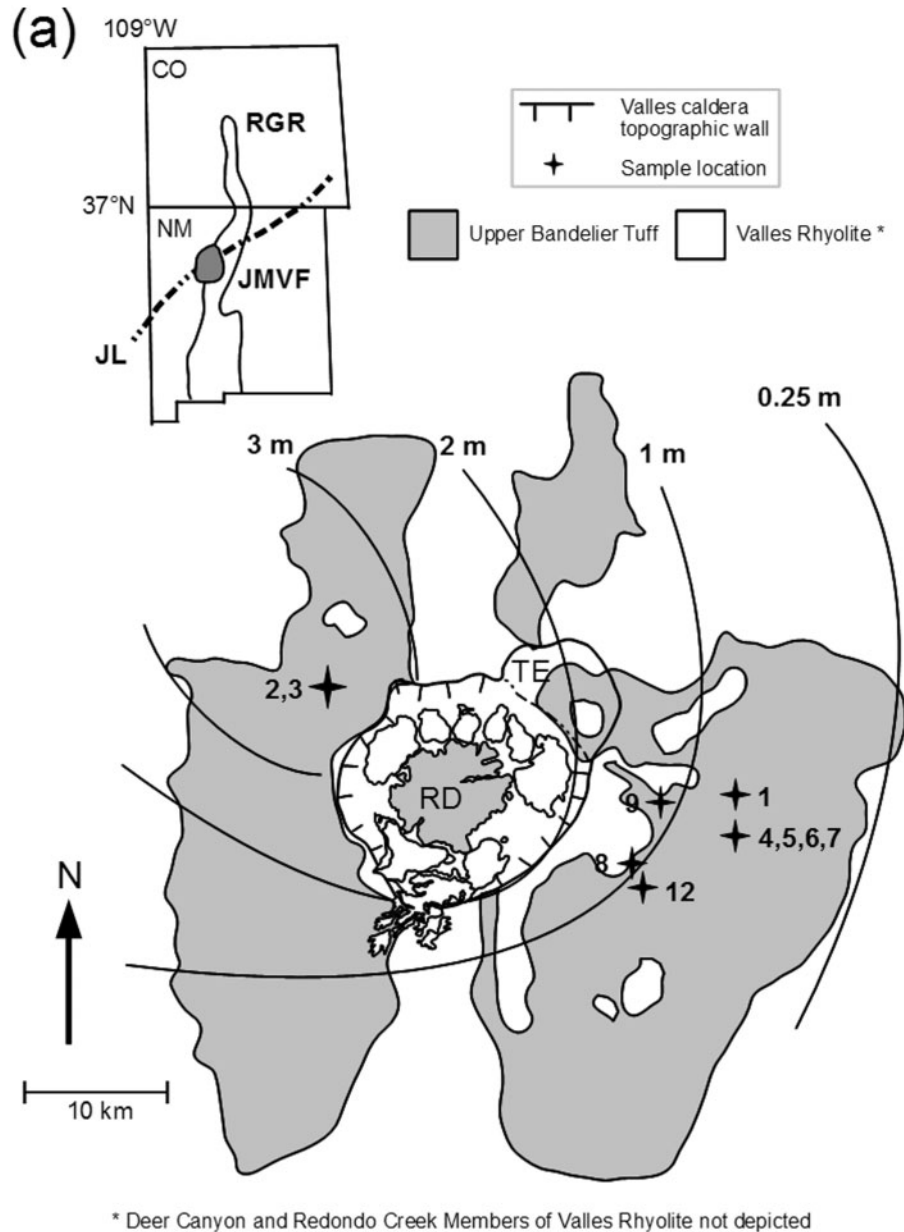 (a)
109°W
CO
RGR
37°N
NM
JMVF
JL
Valles caldera
topographic wall
Sample location
Upper Bandelier Tuff
Valles Rhyolite *
3 m
2 m
1 m
0.25 m
TE
2,3
RD
9
1
4,5,6,7
8
12
N
10 km
* Deer Canyon and Redondo Creek Members of Valles Rhyolite not depicted